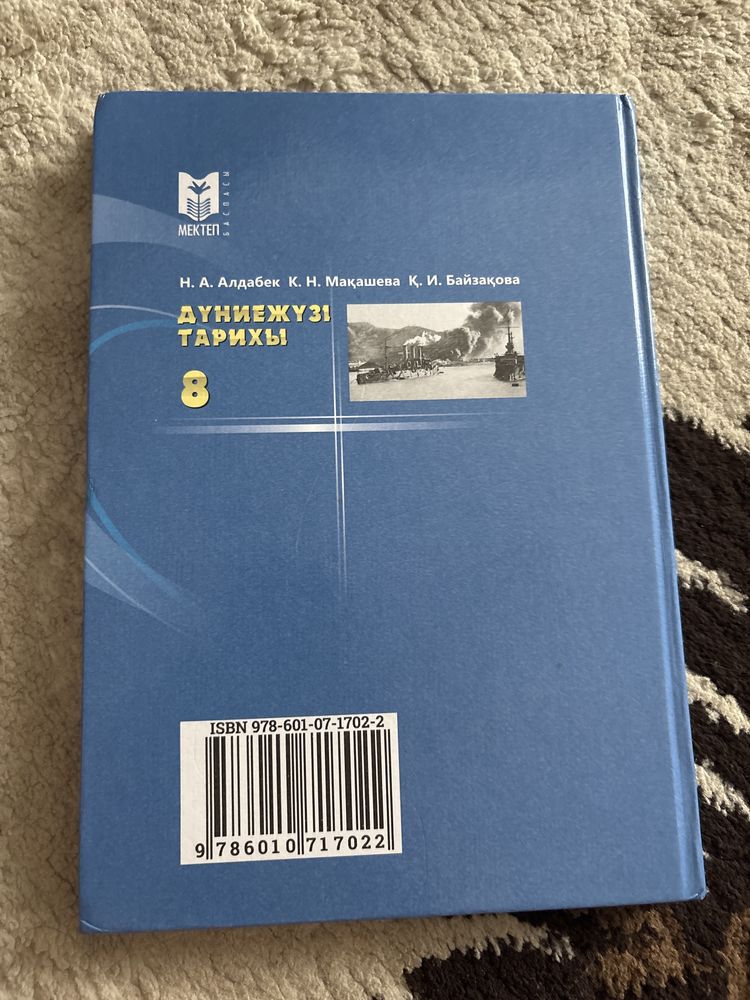 МЕКТЕП
БАСПАСЫ
Н. А. Алдабек К. Н. Мақашева Қ. И. Байзақова
ДҮНИЕЖҮЗІ
ТАРИХЫ
8
ISBN 978-601-07-1702-2
9 786010 717022